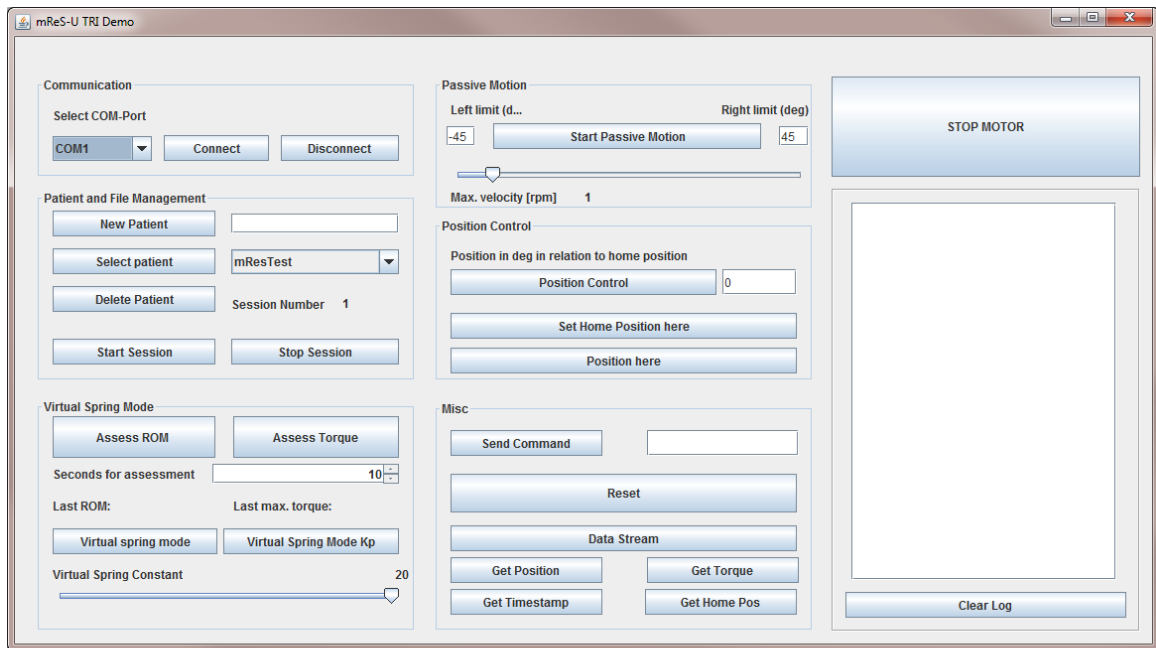 mReS-U TRI Demo
Communication
Select COM-Port
COM1
Connect
Disconnect
Patient and File Management
New Patient
Select patient
mResTest
Delete Patient
Session Number 1
Start Session
Stop Session
Virtual Spring Mode
Assess ROM
Assess Torque
Seconds for assessment
10
Last ROM:
Last max. torque:
Virtual spring mode
Virtual Spring Mode Kp
Virtual Spring Constant
20
Passive Motion
Left limit (d...
Right limit (deg)
-45
Start Passive Motion
45
Max. velocity [rpm] 1
Position Control
Position in deg in relation to home position
Position Control
0
Set Home Position here
Position here
Misc
Send Command
Reset
Data Stream
Get Position
Get Torque
Get Timestamp
Get Home Pos
STOP MOTOR
Clear Log